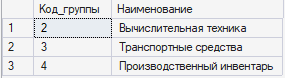 Код_группы Наименование
1 2 Вычислительная техника
2 3 Транспортные средства
3 4 Производственный инвентарь